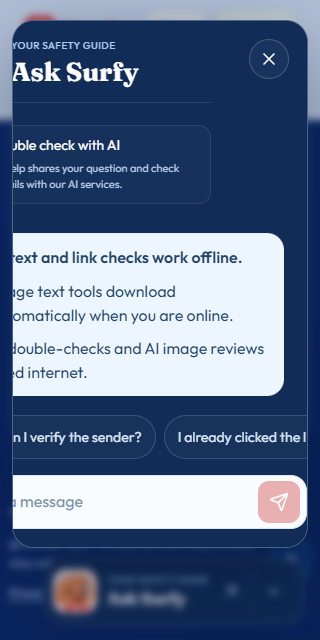 YOUR SAFETY GUIDE
Ask Surfy
uble check with AI
elp shares your question and check
ils with our AI services.
text and link checks work offline.
age text tools download
omatically when you are online.
double-checks and AI image reviews
ed internet.
n I verify the sender?
I already clicked the l
a message
Ask Surfy